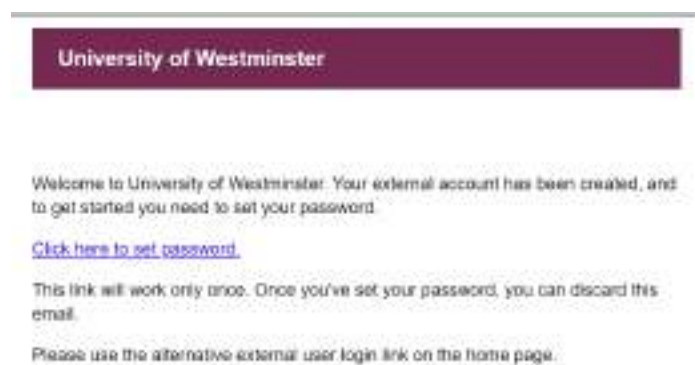 University of Westminster
Welcome to University of Westminster. Your external account has been created, and
to get started you need to set your password.
Click here to set password.
This link will work only once. Once you've set your password, you can discard this
email.
Please use the alternative external user login link on the home page.